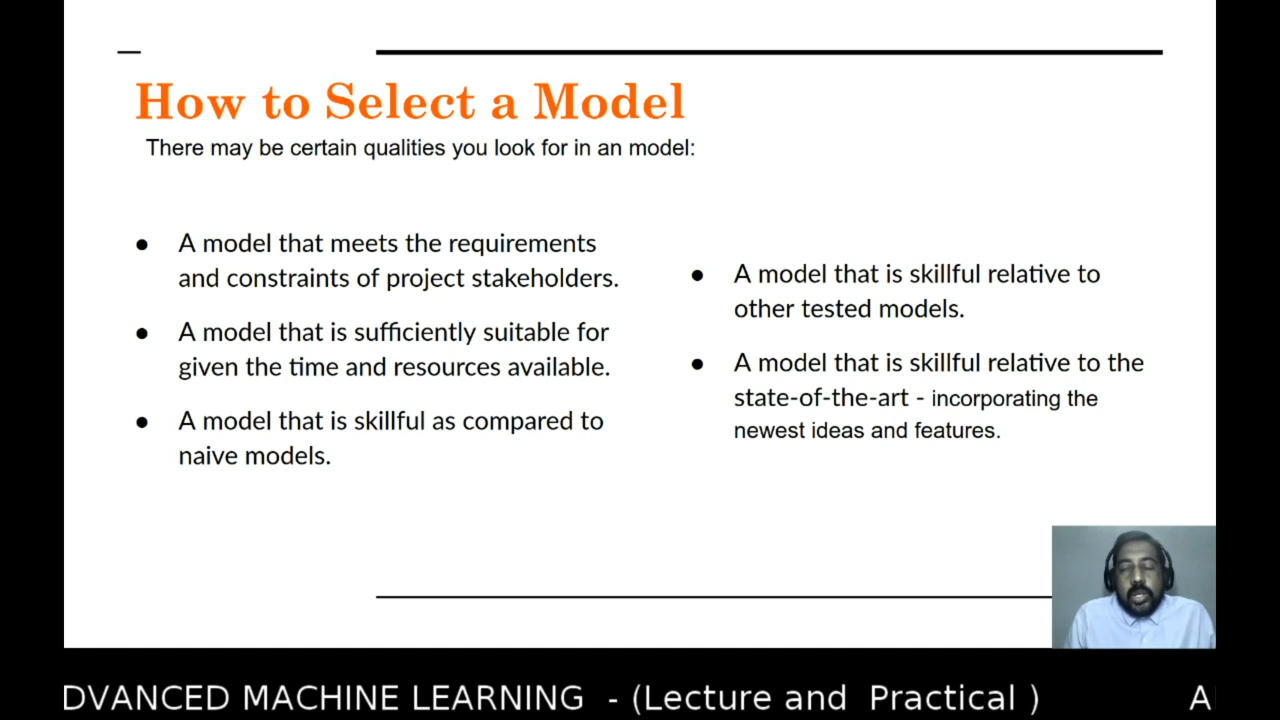 How to Select a Model
There may be certain qualities you look for in an model:
● A model that meets the requirements
and constraints of project stakeholders.
● A model that is sufficiently suitable for
given the time and resources available.
● A model that is skillful as compared to
naive models.
● A model that is skillful relative to
other tested models.
● A model that is skillful relative to the
state-of-the-art - incorporating the
newest ideas and features.
DVANCED MACHINE LEARNING - (Lecture and Practical ) A